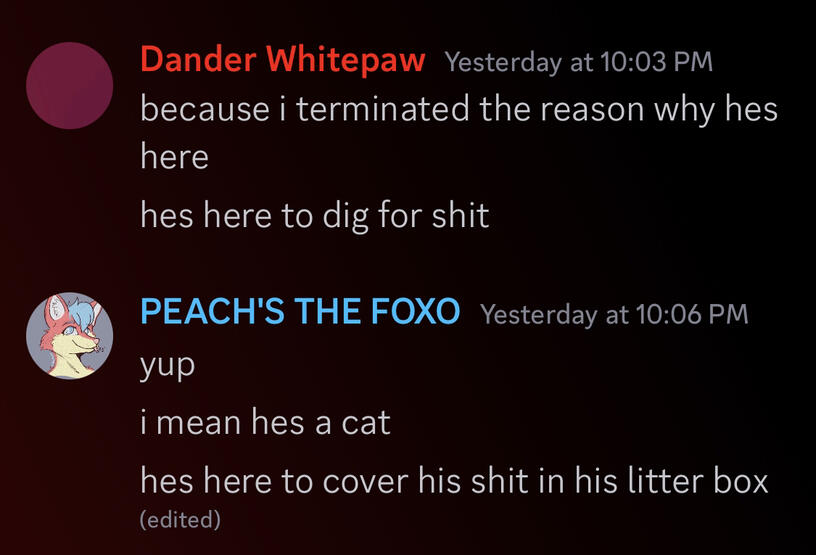 Dander Whitepaw Yesterday at 10:03 PM
because i terminated the reason why hes
here
hes here to dig for shit
PEACH'S THE FOXO Yesterday at 10:06 PM
yup
i mean hes a cat
hes here to cover his shit in his litter box
(edited)